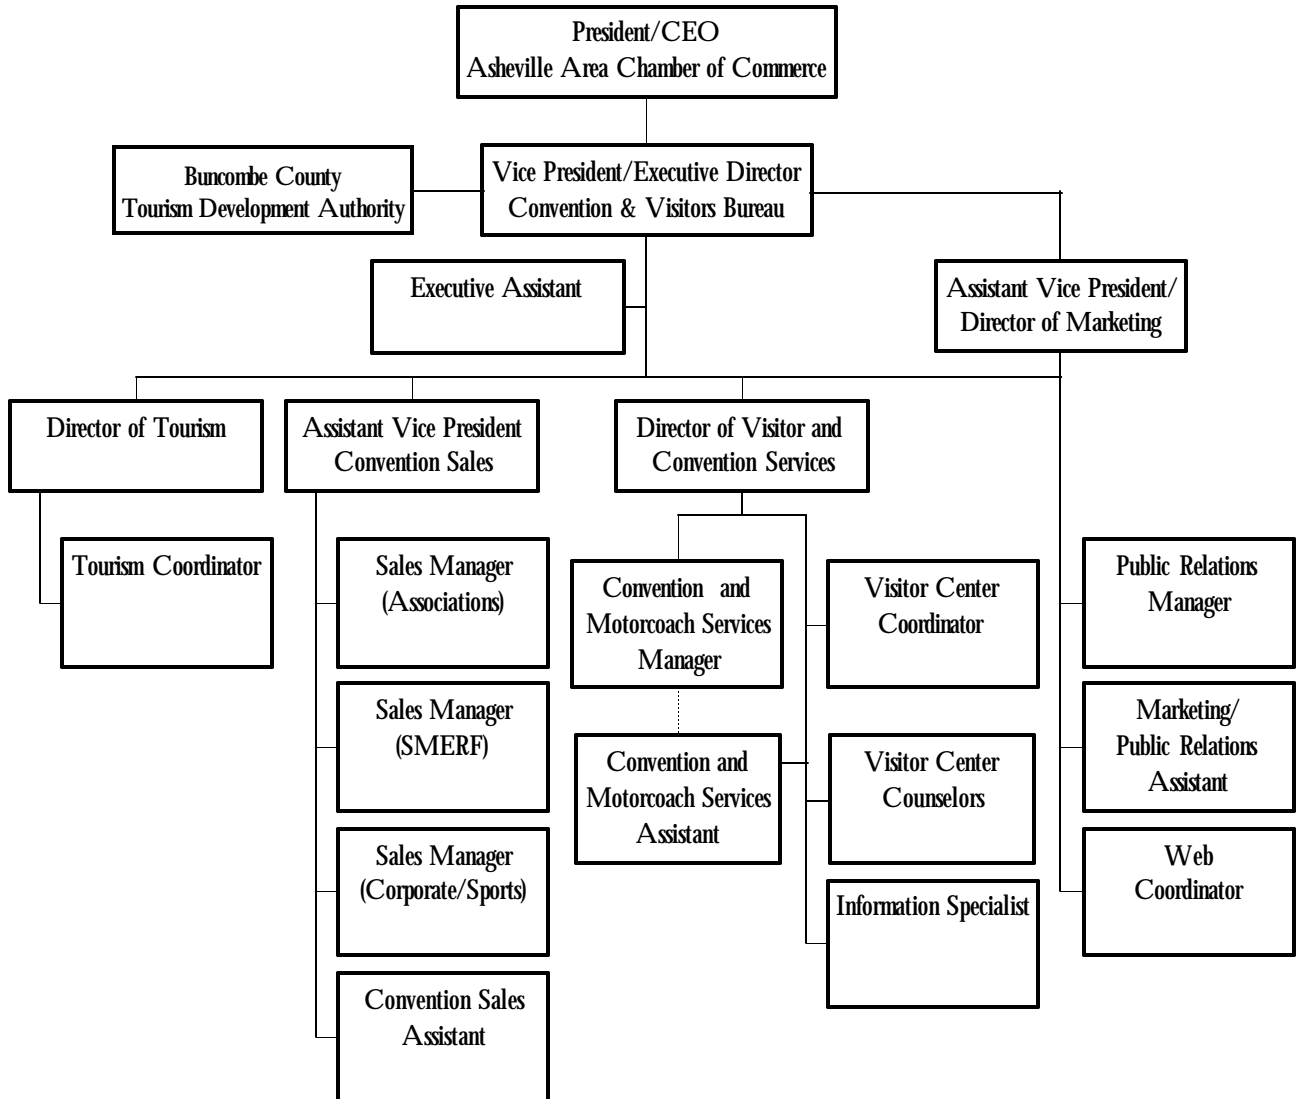 President/CEO
Asheville Area Chamber of Commerce
Buncombe County
Tourism Development Authority
Vice President/Executive Director
Convention & Visitors Bureau
Executive Assistant
Assistant Vice President/
Director of Marketing
Director of Tourism
Assistant Vice President
Convention Sales
Director of Visitor and
Convention Services
Tourism Coordinator
Sales Manager
(Associations)
Sales Manager
(SMERF)
Sales Manager
(Corporate/Sports)
Convention Sales
Assistant
Convention and
Motorcoach Services
Manager
Convention and
Motorcoach Services
Assistant
Visitor Center
Coordinator
Visitor Center
Counselors
Information Specialist
Public Relations
Manager
Marketing/
Public Relations
Assistant
Web
Coordinator